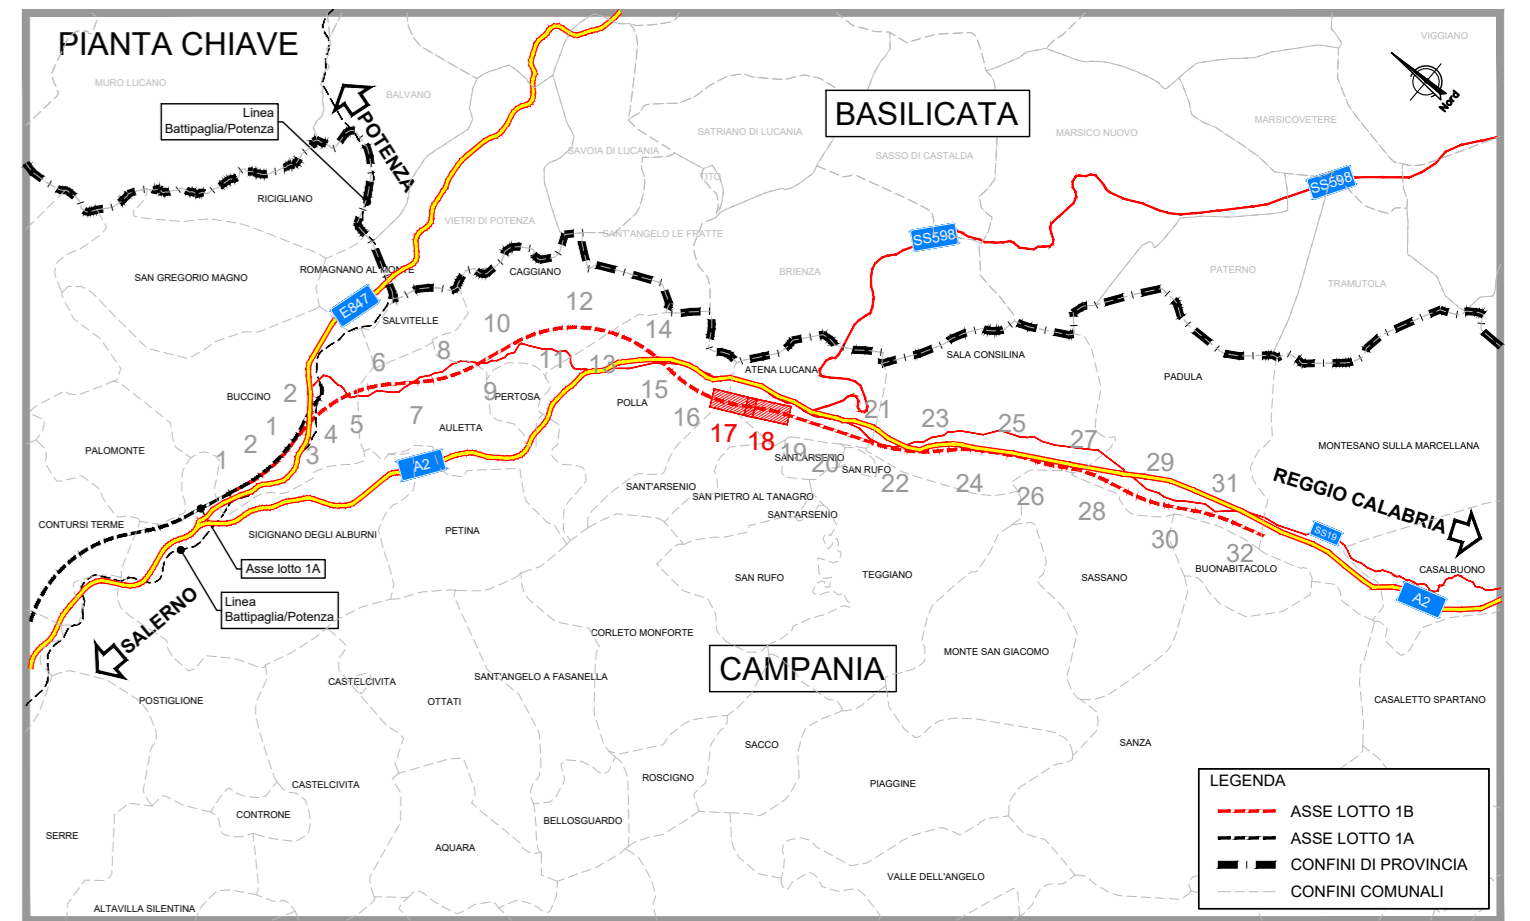 PIANTA CHIAVE
VIGGIANO
MURO LUCANO
BALVANO
Linea
Battipaglia/Potenza
POTENZA
BASILICATA
Nord
SATRIANO DI LUCANIA
MARSICO NUOVO
MARSICOVETERE
SAVOIA DI LUCANIA
SASSO DI CASTALDA
TITO
SS598
RICIGLIANO
VIETRI DI POTENZA
SANT'ANGELO LE FRATTE
SS598
BRIENZA
PATERNO
TRAMUTOLA
SAN GREGORIO MAGNO
ROMAGNANO AL MONTE
CAGGIANO
E847
SALVITELLE
12
10
14
8
6
11
13
SALA CONSILINA
ATENA LUCANA
PADULA
BUCCINO
2
9
PERTOSA
POLLA
15
1
5
7
AULETTA
16
17
18
21
23
25
27
2
4
3
1
PALOMONTE
A2
19
SANT'ARSENIO
20
SAN RUFO
22
24
26
28
29
31
30
32
MONTESANO SULLA MARCELLANA
REGGIO CALABRIA
SANT'ARSENIO
SAN PIETRO AL TANAGRO
SANT'ARSENIO
CONTURSI TERME
SICIGNANO DEGLI ALBURNI
PETINA
SS19
Asse lotto 1A
SAN RUFO
TEGGIANO
SASSANO
BUONABITACOLO
CASALBUONO
A2
Linea
Battipaglia/Potenza
SALERNO
CORLETO MONFORTE
CAMPANIA
MONTE SAN GIACOMO
CASTELCIVITA
SANT'ANGELO A FASANELLA
POSTIGLIONE
OTTATI
CASALETTO SPARTANO
SACCO
SANZA
ROSCIGNO
PIAGGINE
CASTELCIVITA
CONTRONE
BELLOSGUARDO
SERRE
AQUARA
VALLE DELL'ANGELO
ALTAVILLA SILENTINA
LEGENDA
ASSE LOTTO 1B
ASSE LOTTO 1A
CONFINI DI PROVINCIA
CONFINI COMUNALI